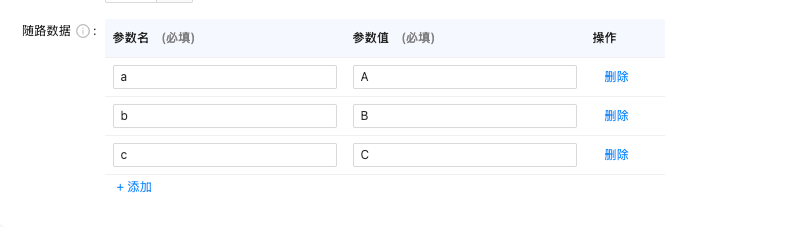 随路数据 ⓘ :
参数名 (必填) 参数值 (必填) 操作
a A 删除
b B 删除
c C 删除
+ 添加